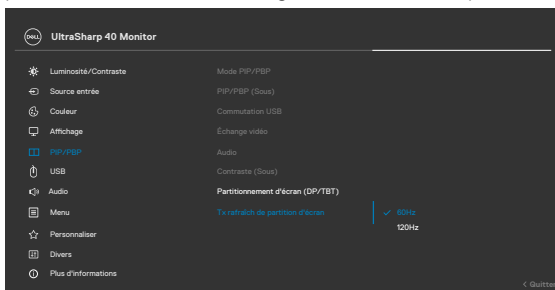 DELL UltraSharp 40 Monitor
Luminosité/Contraste
Mode PIP/PBP
Source entrée
PIP/PBP (Sous)
Couleur
Commutation USB
Affichage
Échange vidéo
PIP/PBP
Audio
USB
Contraste (Sous)
Audio
Partitionnement d'écran (DP/TBT)
Menu
Tx rafraîch de partition d'écran
60Hz
120Hz
Personnaliser
Divers
Plus d'informations
Quitter